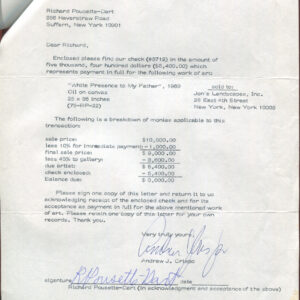 Richard Pousette-Dart
256 Haverstraw Road
Suffern, New York 10901
Dear Richard,
Enclosed please find our check (#3719) in the amount of
five thousand, four hundred dollars ($5,400.00) which
represents payment in full for the following work of art:
"White Presence to My Father", 1969
Oil on canvas
25 x 36 inches
sold to:
Jon's Landscapes, Inc.
26 East 4th Street
New York, New York 10003
The following is a breakdown of monies applicable to this
transaction:
sale price: $10,000.00
less 10% for immediate payment - 1,000.00
final sale price: 9,000.00
less 40% to gallery: - 3,600.00
due artist: $ 5,400.00
check enclosed - 5,400.00
balance due: $ 0.00
Please sign one copy of this letter and return it to us
acknowledging receipt of the enclosed check and for its
acceptance as payment in full for the above mentioned work
of art. Please retain one copy of this letter for your own
records. Thank you.
Very truly yours,
Andrew J. Crispo
signature R Pousette-Dart date
Richard Pousette-Dart (in acknowledgment and acceptance of the above)